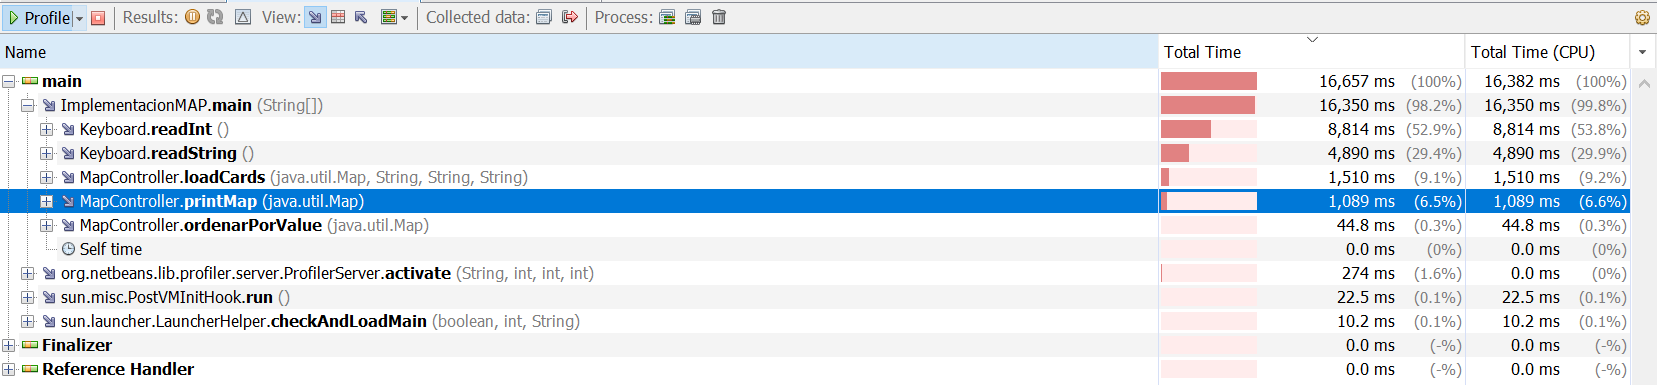 Profile Results: View: Collected data: Process:
Name Total Time Total Time (CPU)
main 16,657 ms (100%) 16,382 ms (100%)
ImplementacionMAP.main (String[]) 16,350 ms (98.2%) 16,350 ms (99.8%)
Keyboard.readInt () 8,814 ms (52.9%) 8,814 ms (53.8%)
Keyboard.readString () 4,890 ms (29.4%) 4,890 ms (29.9%)
MapController.loadCards (java.util.Map, String, String, String) 1,510 ms (9.1%) 1,510 ms (9.2%)
MapController.printMap (java.util.Map) 1,089 ms (6.5%) 1,089 ms (6.6%)
MapController.ordenarPorValue (java.util.Map) 44.8 ms (0.3%) 44.8 ms (0.3%)
Self time 0.0 ms (0%) 0.0 ms (0%)
org.netbeans.lib.profiler.server.ProfilerServer.activate (String, int, int, int) 274 ms (1.6%) 0.0 ms (0%)
sun.misc.PostVMInitHook.run () 22.5 ms (0.1%) 22.5 ms (0.1%)
sun.launcher.LauncherHelper.checkAndLoadMain (boolean, int, String) 10.2 ms (0.1%) 10.2 ms (0.1%)
Finalizer 0.0 ms (-%) 0.0 ms (-%)
Reference Handler 0.0 ms (-%) 0.0 ms (-%)